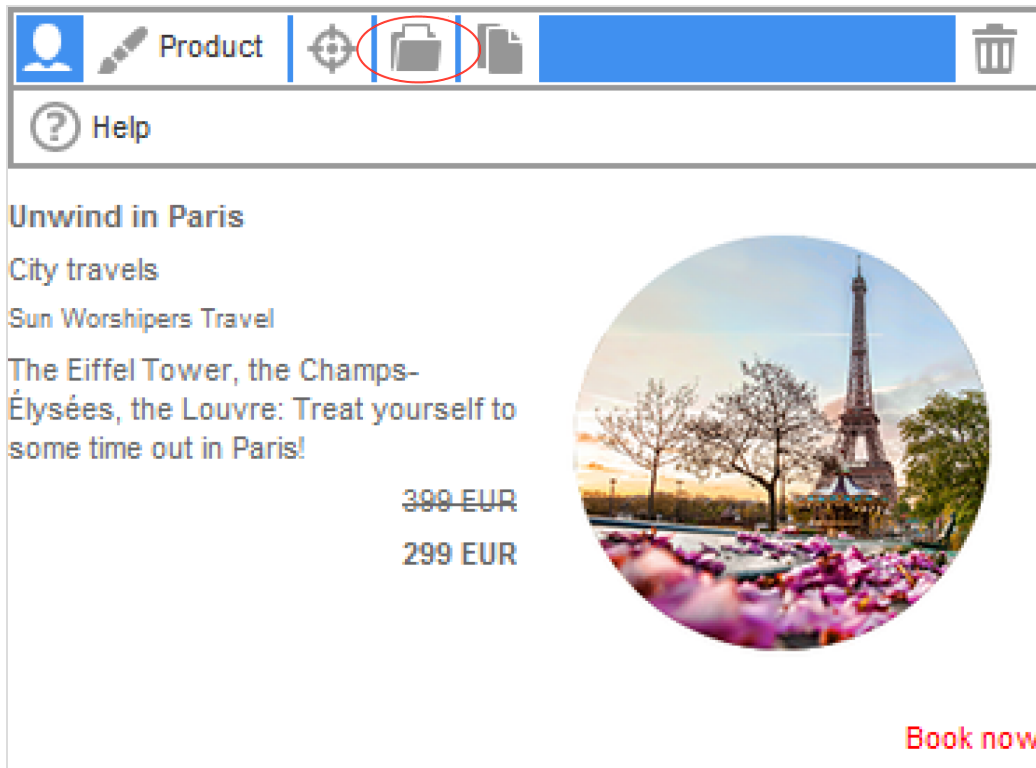 Product
Help
Unwind in Paris
City travels
Sun Worshipers Travel
The Eiffel Tower, the Champs-
Élysées, the Louvre: Treat yourself to
some time out in Paris!
399 EUR
299 EUR
Book now